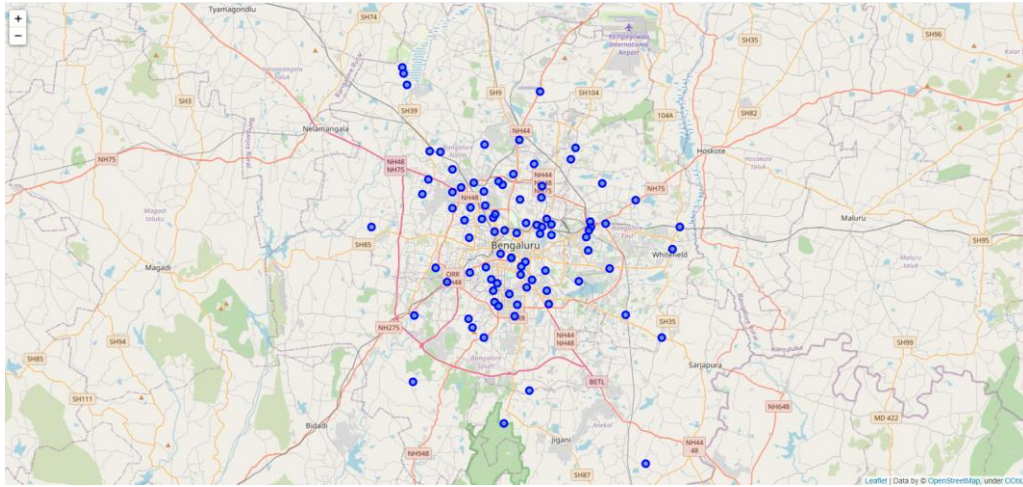 +
−
Tyamagondlu
SH74
Kempegowda
International
Airport
SH35
SH96
SH3
SH39
SH9
SH104
SH82
104A
Nelamangala
NH44
Hoskote
NH75
NH48
NH75
NH44
NH75
NH48
Maluru
SH85
Bengaluru
Whitefield
SH95
Magadi
ORR
NH275
SH35
SH94
NH44
NH48
SH99
SH85
Sarjapura
BETL
SH111
NH648
MD 422
Bidadi
Jigani
Anekal
NH948
NH44
48
SH87
Leaflet | Data by © OpenStreetMap, under ODbL